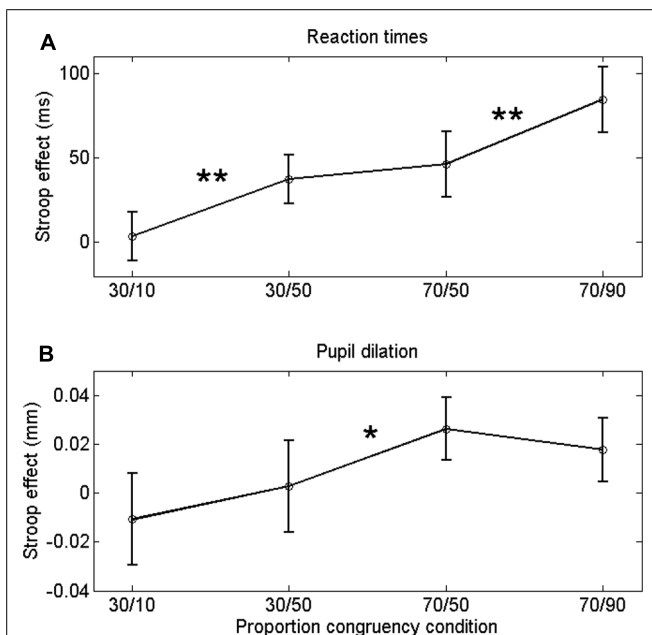 A
Reaction times
Stroop effect (ms)
100
50
0
**
**
30/10 30/50 70/50 70/90
B
Pupil dilation
Stroop effect (mm)
0.04
0.02
0
-0.02
-0.04
*
30/10 30/50 70/50 70/90
Proportion congruency condition